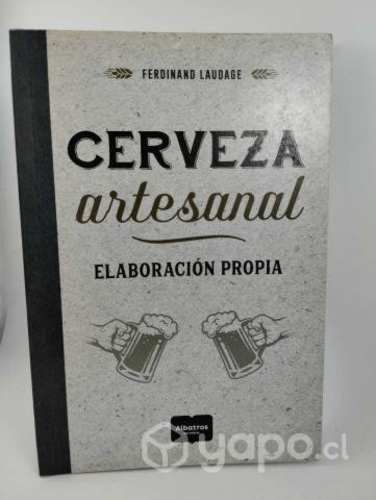 FERDINAND LAUDAGE
CERVEZA
artesanal
ELABORACIÓN PROPIA
Albatros
yapo.cl